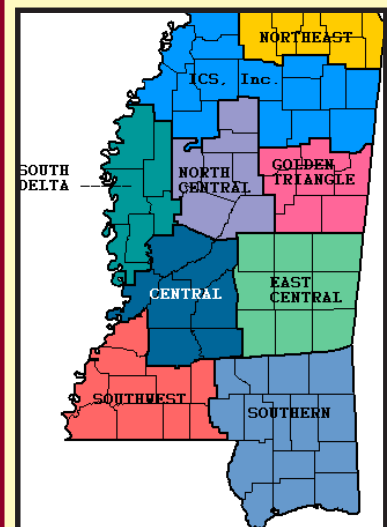 NORTHEAST
ICS, Inc.
SOUTH
DELTA
NORTH
CENTRAL
GOLDEN
TRIANGLE
CENTRAL
EAST
CENTRAL
SOUTHWEST
SOUTHERN